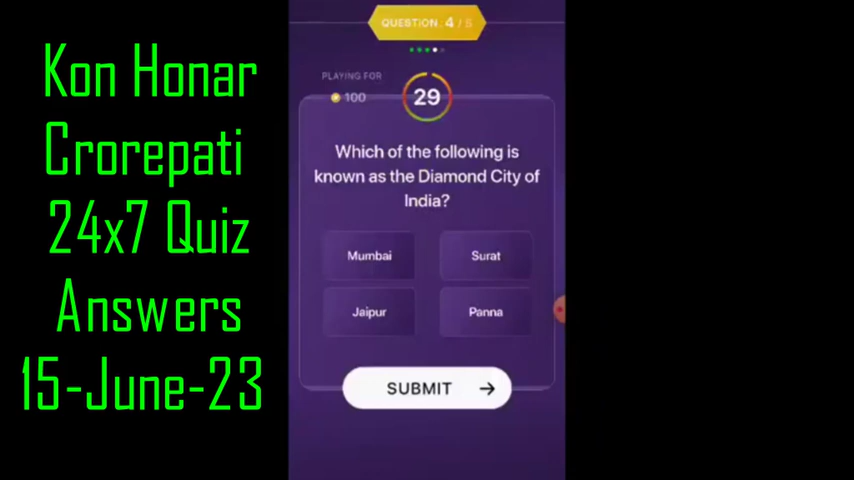 Kon Honar
Crorepati
24x7 Quiz
Answers
15-June-23
QUESTION. 4 / 5
PLAYING FOR
100
29
Which of the following is
known as the Diamond City of
India?
Mumbai
Surat
Jaipur
Panna
SUBMIT →